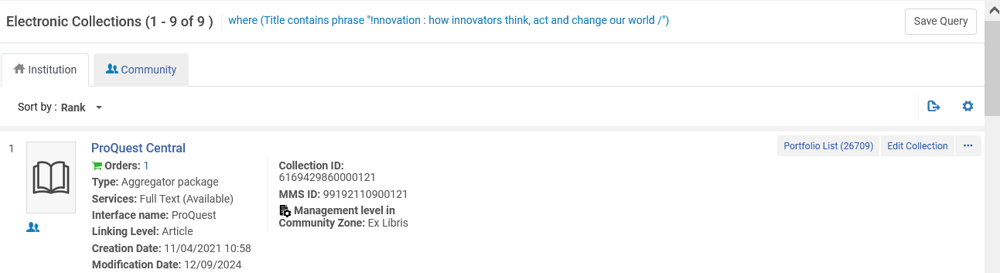 Electronic Collections (1 - 9 of 9 )
where (Title contains phrase "!nnovation : how innovators think, act and change our world /")
Save Query
Institution
Community
Sort by : Rank
1
ProQuest Central
Portfolio List (26709)
Edit Collection
Orders: 1
Type: Aggregator package
Services: Full Text (Available)
Interface name: ProQuest
Linking Level: Article
Creation Date: 11/04/2021 10:58
Modification Date: 12/09/2024
Collection ID:
6169429860000121
MMS ID: 99192110900121
Management level in
Community Zone: Ex Libris